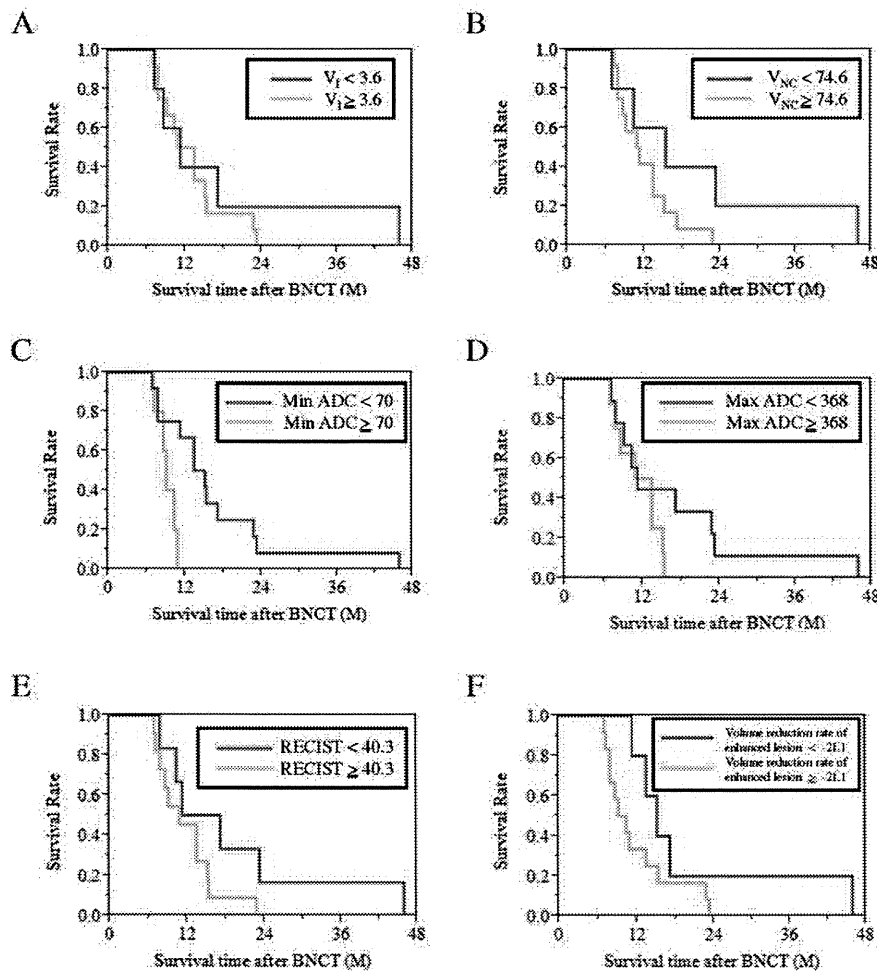 A
V_f < 3.6
V_f ≥ 3.6
Survival Rate
1.0
0.8
0.6
0.4
0.2
0.0
0
12
24
36
48
Survival time after BNCT (M)
B
V_NC < 74.6
V_NC ≥ 74.6
Survival Rate
1.0
0.8
0.6
0.4
0.2
0.0
0
12
24
36
48
Survival time after BNCT (M)
C
Min ADC < 70
Min ADC ≧ 70
Survival Rate
1.0
0.8
0.6
0.4
0.2
0.0
0
12
24
36
48
Survival time after BNCT (M)
D
Max ADC < 368
Max ADC ≧ 368
Survival Rate
1.0
0.8
0.6
0.4
0.2
0.0
0
12
24
36
48
Survival time after BNCT (M)
E
RECIST < 40.3
RECIST ≧ 40.3
Survival Rate
1.0
0.8
0.6
0.4
0.2
0.0
0
12
24
36
48
Survival time after BNCT (M)
F
Volume reduction rate of
enhanced lesion < -21.1
Volume reduction rate of
enhanced lesion ≧ -21.1
Survival Rate
1.0
0.8
0.6
0.4
0.2
0.0
0
12
24
36
48
Survival time after BNCT (M)